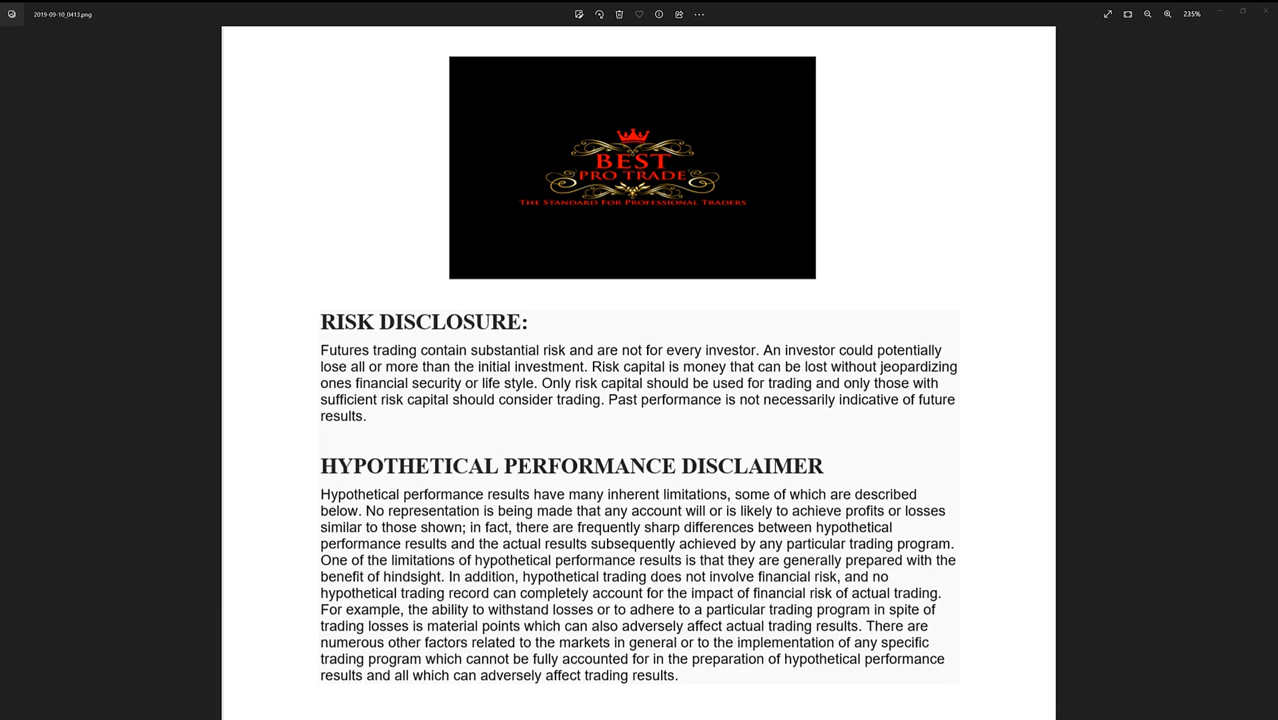 2019-09-10_0413.png
235%
BEST
PRO TRADE
THE STANDARD FOR PROFESSIONAL TRADERS
RISK DISCLOSURE:
Futures trading contain substantial risk and are not for every investor. An investor could potentially
lose all or more than the initial investment. Risk capital is money that can be lost without jeopardizing
ones financial security or life style. Only risk capital should be used for trading and only those with
sufficient risk capital should consider trading. Past performance is not necessarily indicative of future
results.
HYPOTHETICAL PERFORMANCE DISCLAIMER
Hypothetical performance results have many inherent limitations, some of which are described
below. No representation is being made that any account will or is likely to achieve profits or losses
similar to those shown; in fact, there are frequently sharp differences between hypothetical
performance results and the actual results subsequently achieved by any particular trading program.
One of the limitations of hypothetical performance results is that they are generally prepared with the
benefit of hindsight. In addition, hypothetical trading does not involve financial risk, and no
hypothetical trading record can completely account for the impact of financial risk of actual trading.
For example, the ability to withstand losses or to adhere to a particular trading program in spite of
trading losses is material points which can also adversely affect actual trading results. There are
numerous other factors related to the markets in general or to the implementation of any specific
trading program which cannot be fully accounted for in the preparation of hypothetical performance
results and all which can adversely affect trading results.